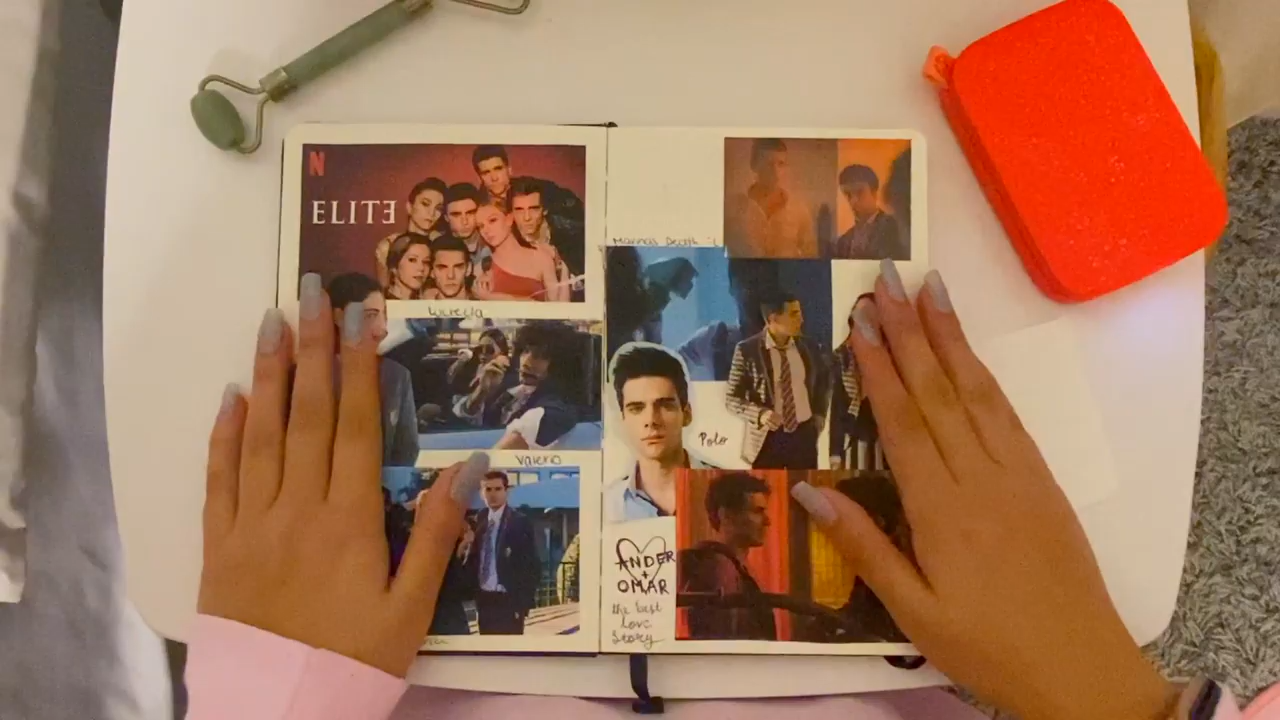 N
ELITE
Lucrecia
Valerio
Marina's Death :(
Polo
ANDER
+
OMAR
the best
love
story